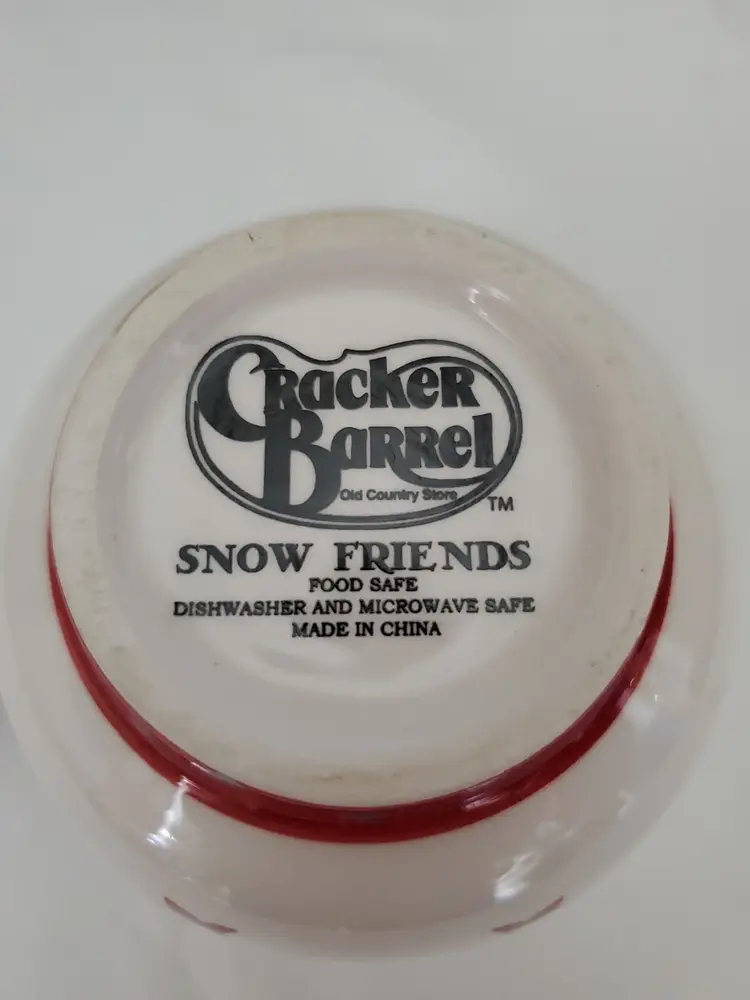 Cracker
Barrel
Old Country Store
TM
SNOW FRIENDS
FOOD SAFE
DISHWASHER AND MICROWAVE SAFE
MADE IN CHINA